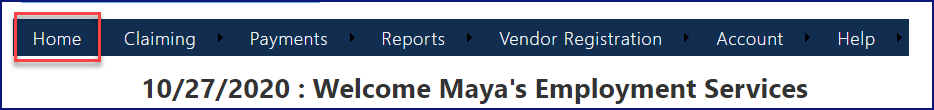 Home Claiming Payments Reports Vendor Registration Account Help
10/27/2020 : Welcome Maya's Employment Services